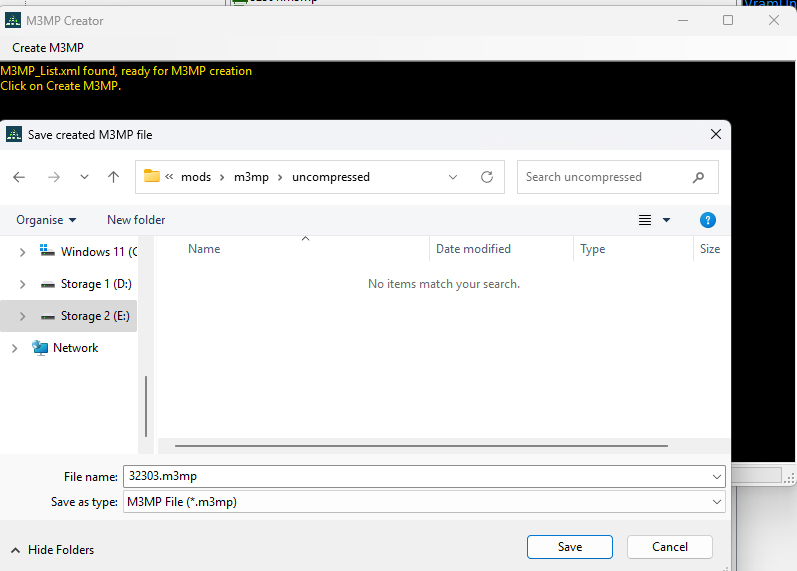 M3MP Creator
Create M3MP
M3MP_List.xml found, ready for M3MP creation
Click on Create M3MP.
Save created M3MP file
« mods > m3mp > uncompressed
Search uncompressed
Organise
New folder
?
Name
Date modified
Type
Size
Windows 11 (C
Storage 1 (D:)
Storage 2 (E:)
Network
No items match your search.
File name:
32303.m3mp
Save as type:
M3MP File (*.m3mp)
Hide Folders
Save
Cancel